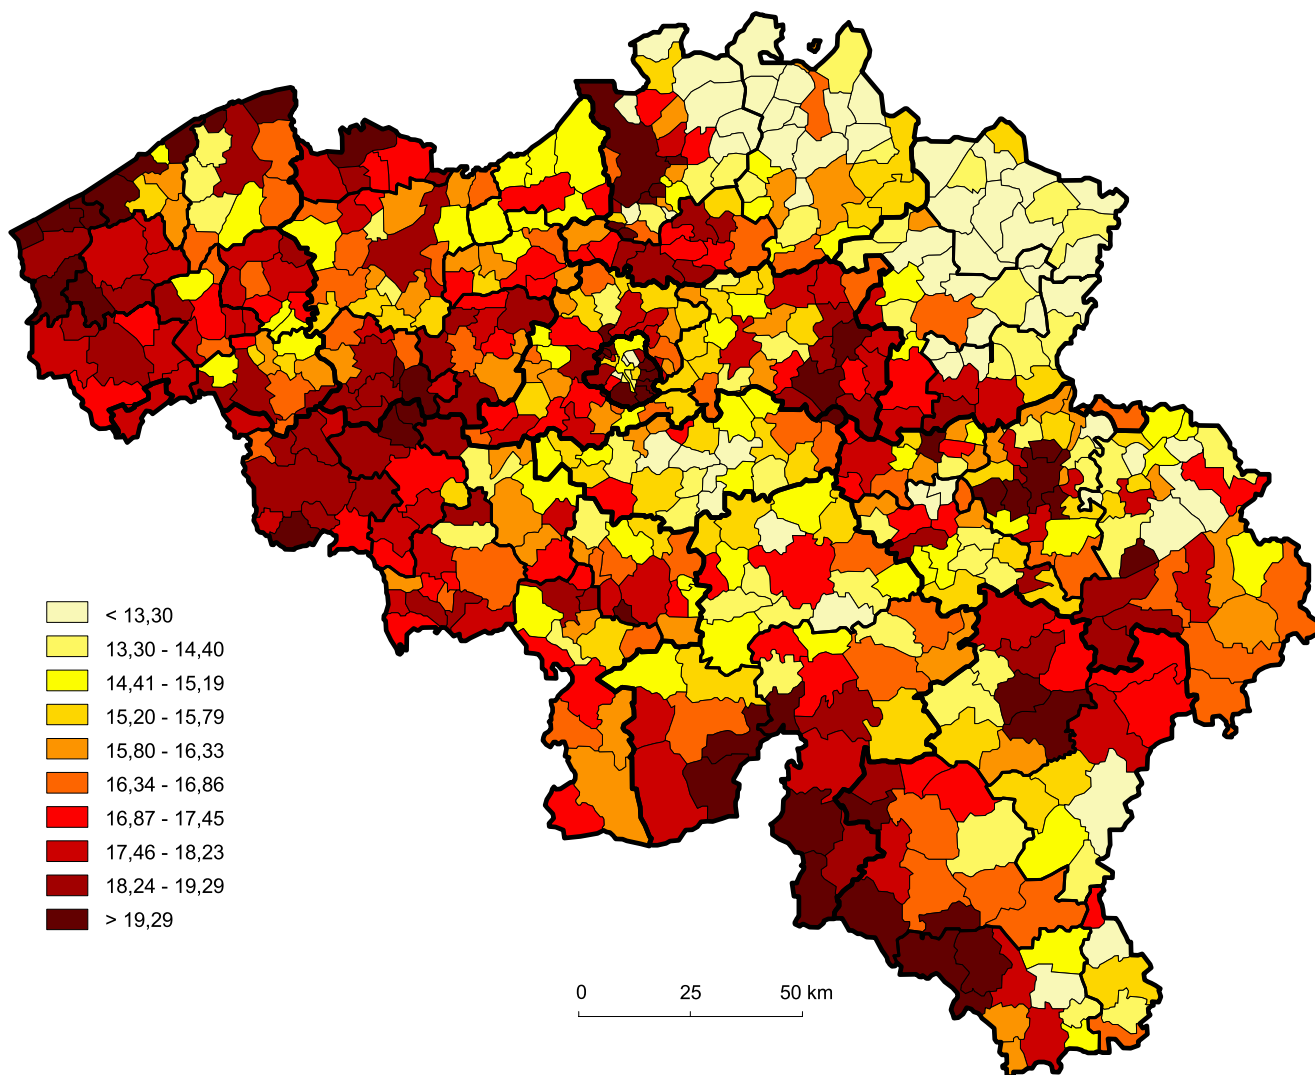 < 13,30
13,30 - 14,40
14,41 - 15,19
15,20 - 15,79
15,80 - 16,33
16,34 - 16,86
16,87 - 17,45
17,46 - 18,23
18,24 - 19,29
> 19,29
0 25 50 km